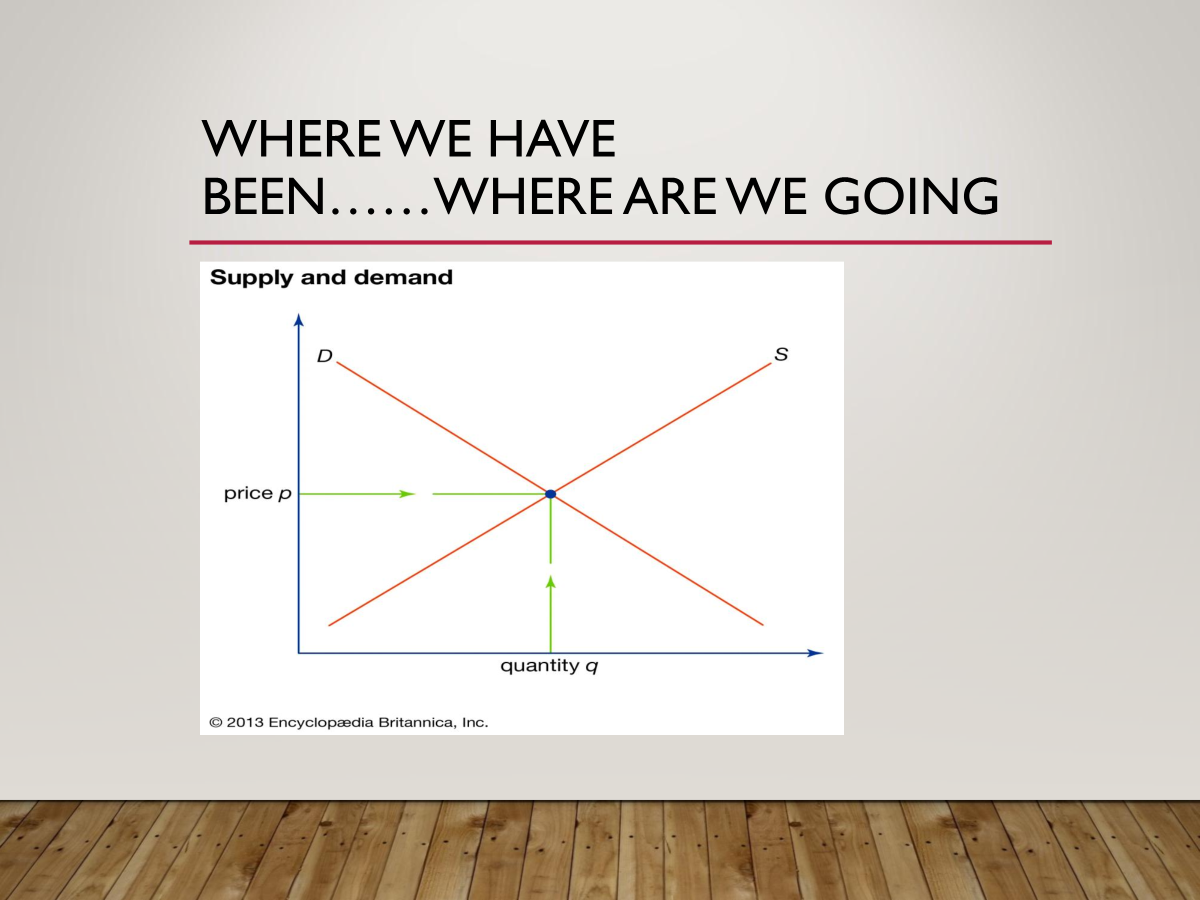 WHERE WE HAVE
BEEN……WHERE ARE WE GOING
Supply and demand
D
S
price p
quantity q
© 2013 Encyclopædia Britannica, Inc.